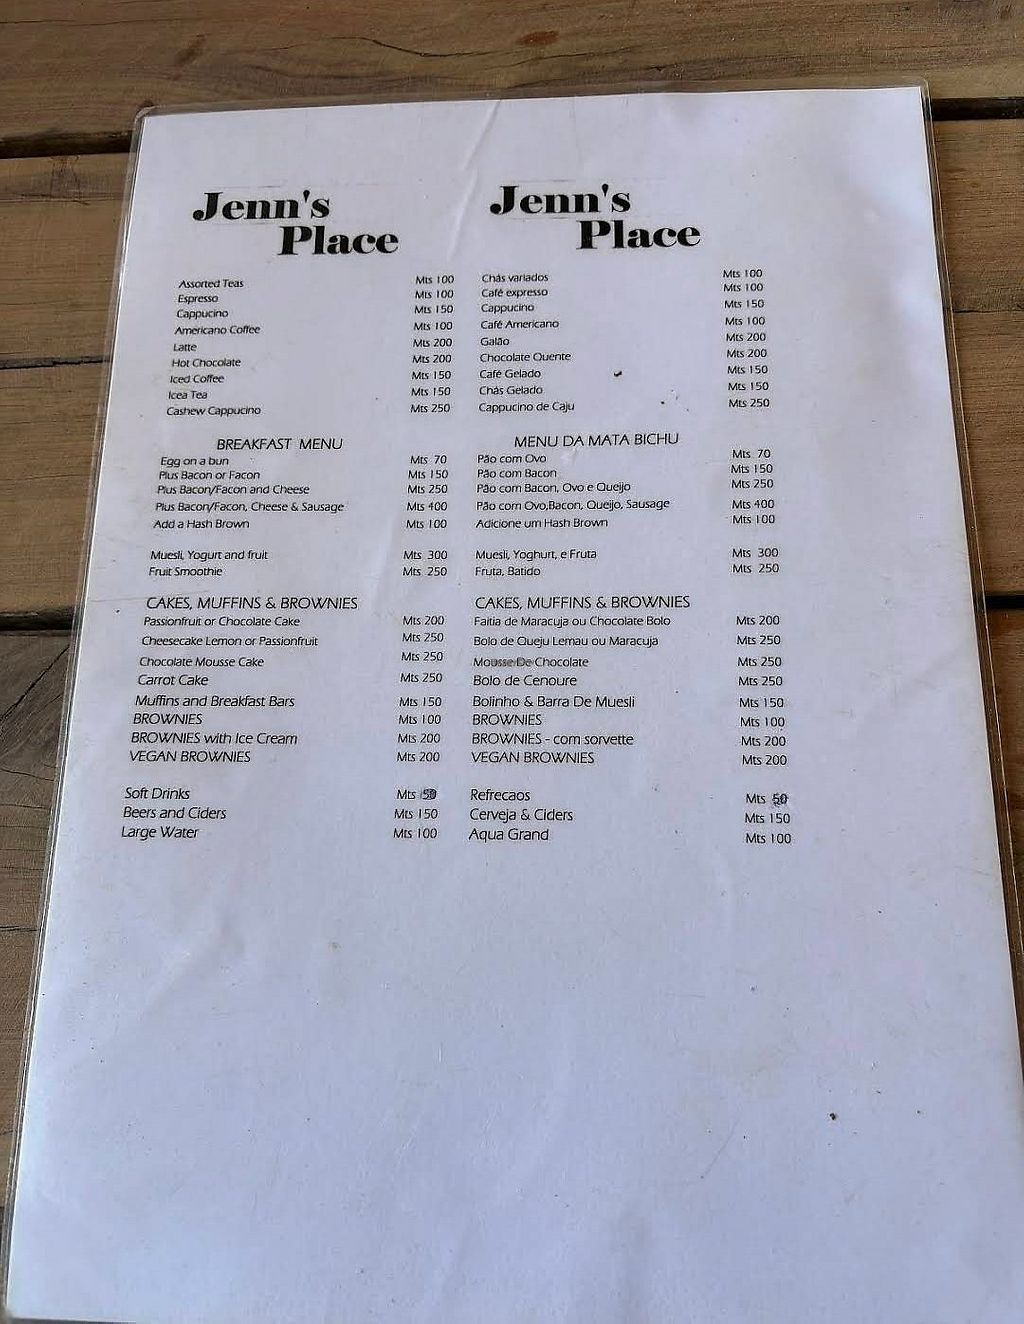 Jenn's
Place
Assorted Teas Mts 100
Espresso Mts 100
Cappucino Mts 150
Americano Coffee Mts 100
Latte Mts 200
Hot Chocolate Mts 200
Iced Coffee Mts 150
Icea Tea Mts 150
Cashew Cappucino Mts 250
BREAKFAST MENU
Egg on a bun Mts 70
Plus Bacon or Facon Mts 150
Plus Bacon/Facon and Cheese Mts 250
Plus Bacon/Facon, Cheese & Sausage Mts 400
Add a Hash Brown Mts 100
Muesli, Yogurt and fruit Mts 300
Fruit Smoothie Mts 250
CAKES, MUFFINS & BROWNIES
Passionfruit or Chocolate Cake Mts 200
Cheesecake Lemon or Passionfruit Mts 250
Chocolate Mousse Cake Mts 250
Carrot Cake Mts 250
Muffins and Breakfast Bars Mts 150
BROWNIES Mts 100
BROWNIES with Ice Cream Mts 200
VEGAN BROWNIES Mts 200
Soft Drinks Mts 50
Beers and Ciders Mts 150
Large Water Mts 100
Jenn's
Place
Chás variados Mts 100
Café expresso Mts 100
Cappucino Mts 150
Café Americano Mts 100
Galão Mts 200
Chocolate Quente Mts 200
Café Gelado Mts 150
Chás Gelado Mts 150
Cappucino de Caju Mts 250
MENU DA MATA BICHU
Pão com Ovo Mts 70
Pão com Bacon Mts 150
Pão com Bacon, Ovo e Queijo Mts 250
Pão com Ovo,Bacon, Queijo, Sausage Mts 400
Adicione um Hash Brown Mts 100
Muesli, Yoghurt, e Fruta Mts 300
Fruta, Batido Mts 250
CAKES, MUFFINS & BROWNIES
Faitia de Maracuja ou Chocolate Bolo Mts 200
Bolo de Queju Lemau ou Maracuja Mts 250
Mousse De Chocolate Mts 250
Bolo de Cenoure Mts 250
Bolinho & Barra De Muesli Mts 150
BROWNIES Mts 100
BROWNIES - com sorvette Mts 200
VEGAN BROWNIES Mts 200
Refrecaos Mts 50
Cerveja & Ciders Mts 150
Aqua Grand Mts 100